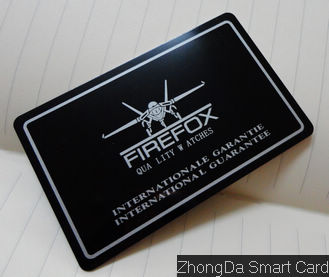 FIREFOX
QUA LITY W ATCHES
INTERNATIONALE GARANTIE
INTERNATIONAL GUARANTEE
ZhongDa Smart Card